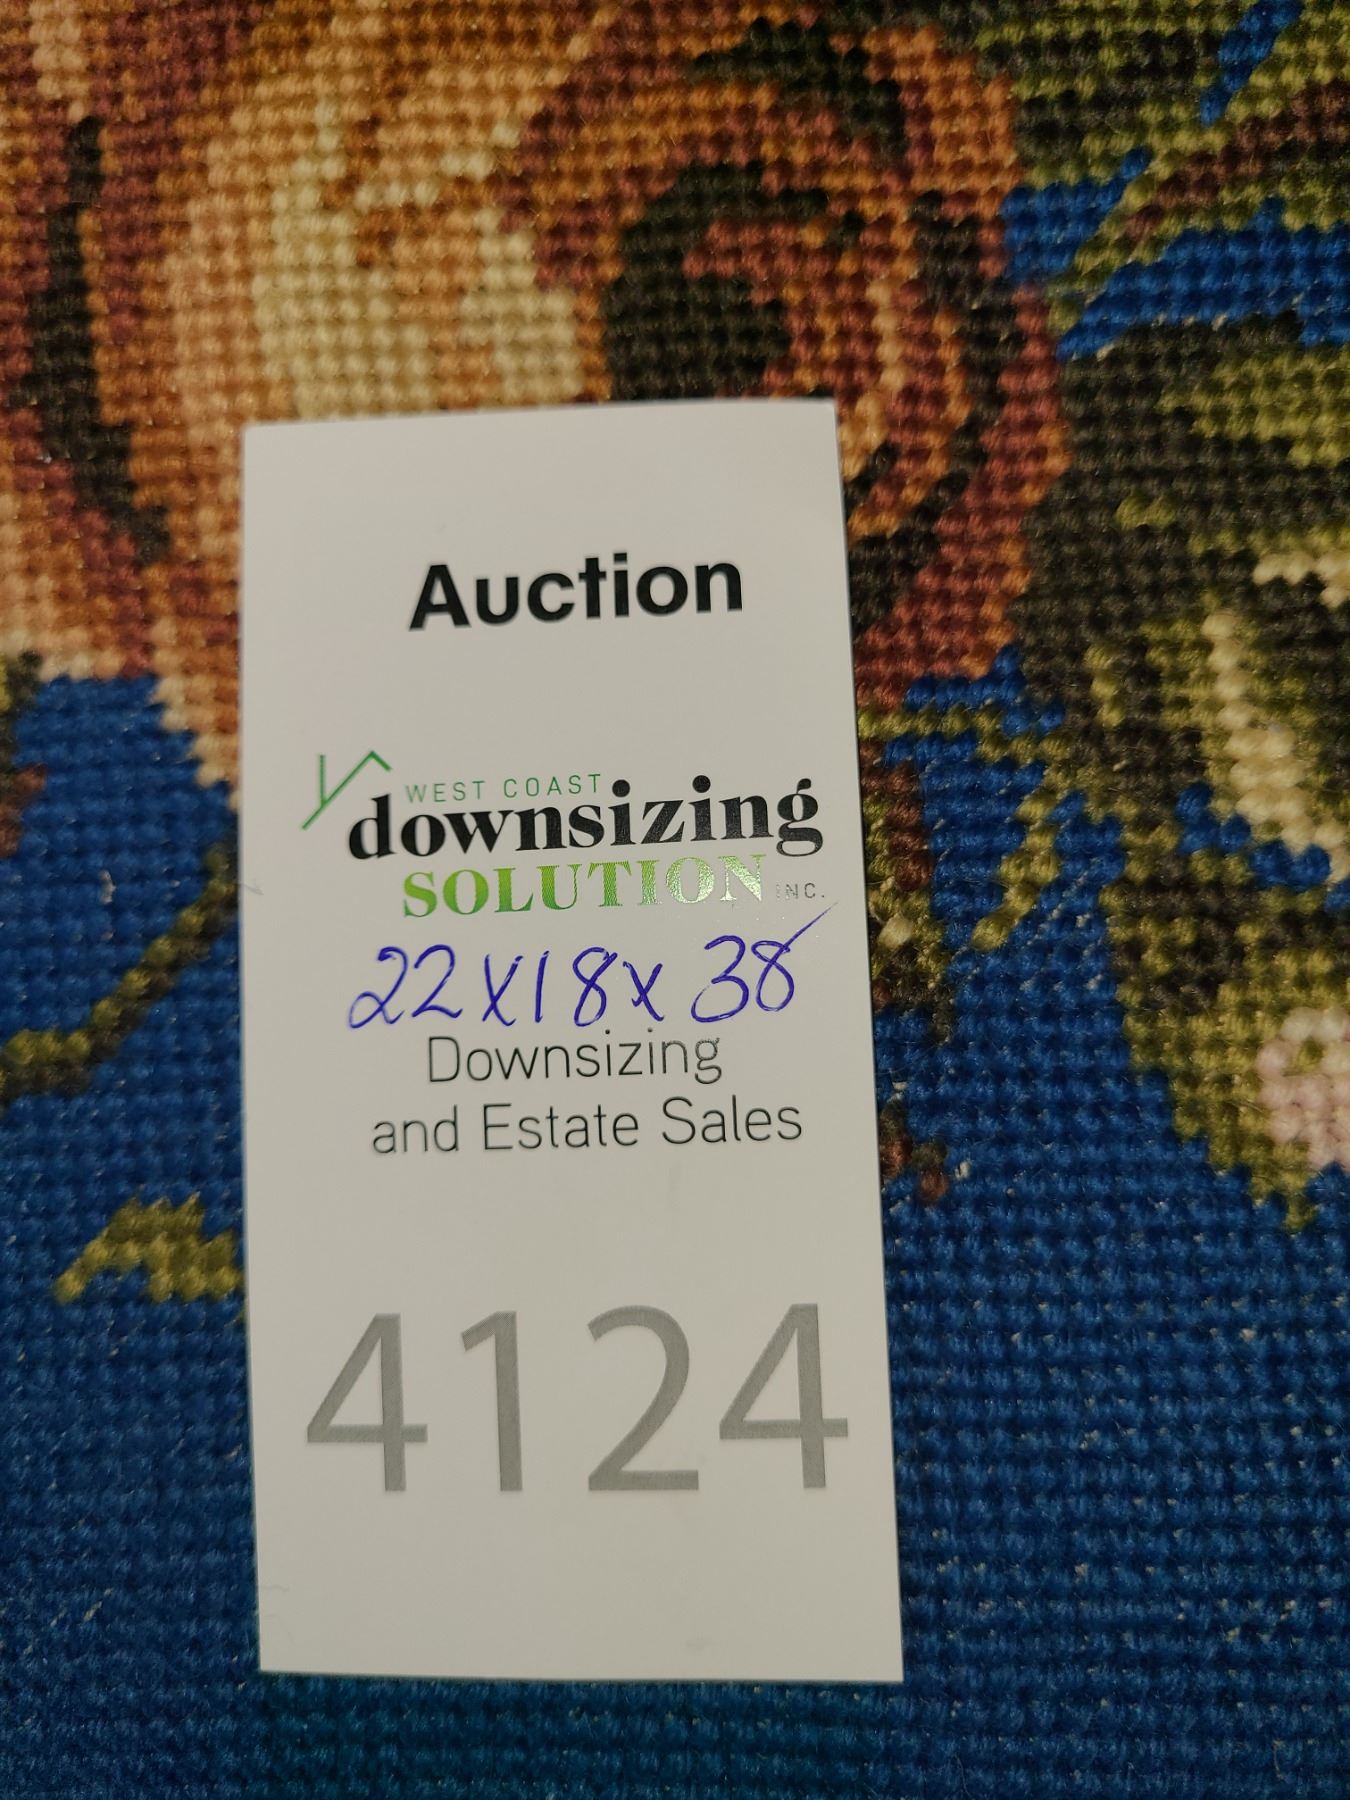 Auction
WEST COAST
downsizing
SOLUTION INC.
22x18x38
Downsizing
and Estate Sales
4124